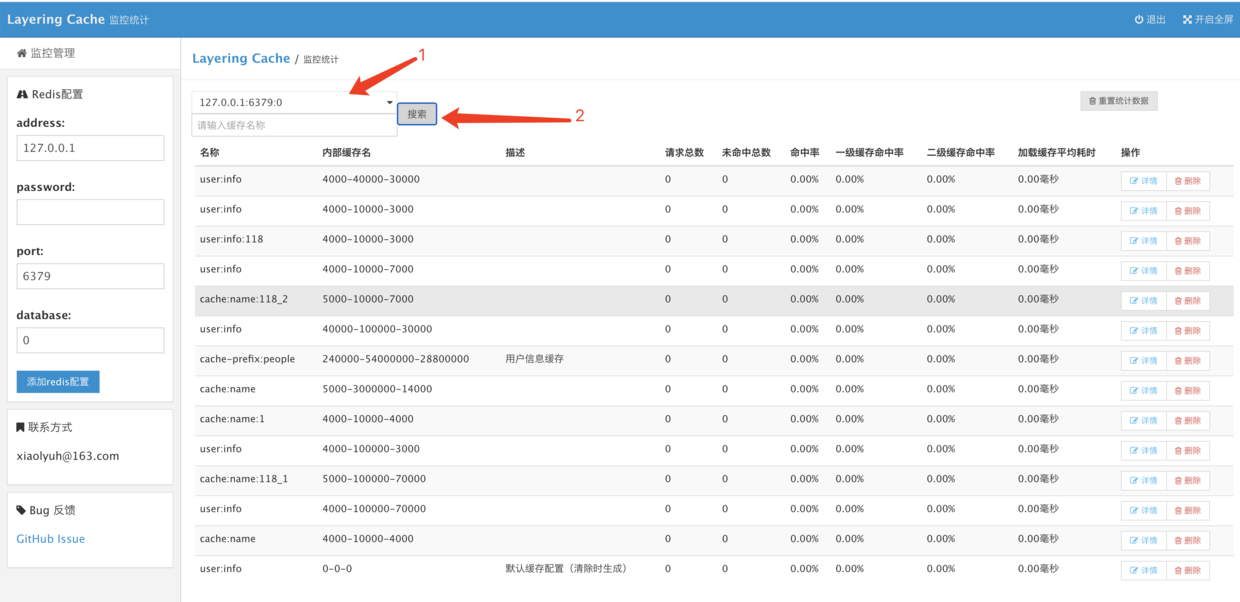 Layering Cache 监控统计
退出 开启全屏
监控管理
Redis配置
address:
127.0.0.1
password:
port:
6379
database:
0
添加redis配置
联系方式
xiaolyuh@163.com
Bug 反馈
GitHub Issue
Layering Cache / 监控统计
1
127.0.0.1:6379:0
请输入缓存名称
搜索
2
重置统计数据
名称 内部缓存名 描述 请求总数 未命中总数 命中率 一级缓存命中率 二级缓存命中率 加载缓存平均耗时 操作
user:info 4000-40000-30000 0 0 0.00% 0.00% 0.00% 0.00毫秒 详情 删除
user:info 4000-10000-3000 0 0 0.00% 0.00% 0.00% 0.00毫秒 详情 删除
user:info:118 4000-10000-3000 0 0 0.00% 0.00% 0.00% 0.00毫秒 详情 删除
user:info 4000-10000-7000 0 0 0.00% 0.00% 0.00% 0.00毫秒 详情 删除
cache:name:118_2 5000-10000-7000 0 0 0.00% 0.00% 0.00% 0.00毫秒 详情 删除
user:info 40000-100000-30000 0 0 0.00% 0.00% 0.00% 0.00毫秒 详情 删除
cache-prefix:people 240000-54000000-28800000 用户信息缓存 0 0 0.00% 0.00% 0.00% 0.00毫秒 详情 删除
cache:name 5000-3000000-14000 0 0 0.00% 0.00% 0.00% 0.00毫秒 详情 删除
cache:name:1 4000-10000-4000 0 0 0.00% 0.00% 0.00% 0.00毫秒 详情 删除
user:info 4000-100000-3000 0 0 0.00% 0.00% 0.00% 0.00毫秒 详情 删除
cache:name:118_1 5000-100000-70000 0 0 0.00% 0.00% 0.00% 0.00毫秒 详情 删除
user:info 4000-100000-70000 0 0 0.00% 0.00% 0.00% 0.00毫秒 详情 删除
cache:name 4000-10000-4000 0 0 0.00% 0.00% 0.00% 0.00毫秒 详情 删除
user:info 0-0-0 默认缓存配置（清除时生成） 0 0 0.00% 0.00% 0.00% 0.00毫秒 详情 删除